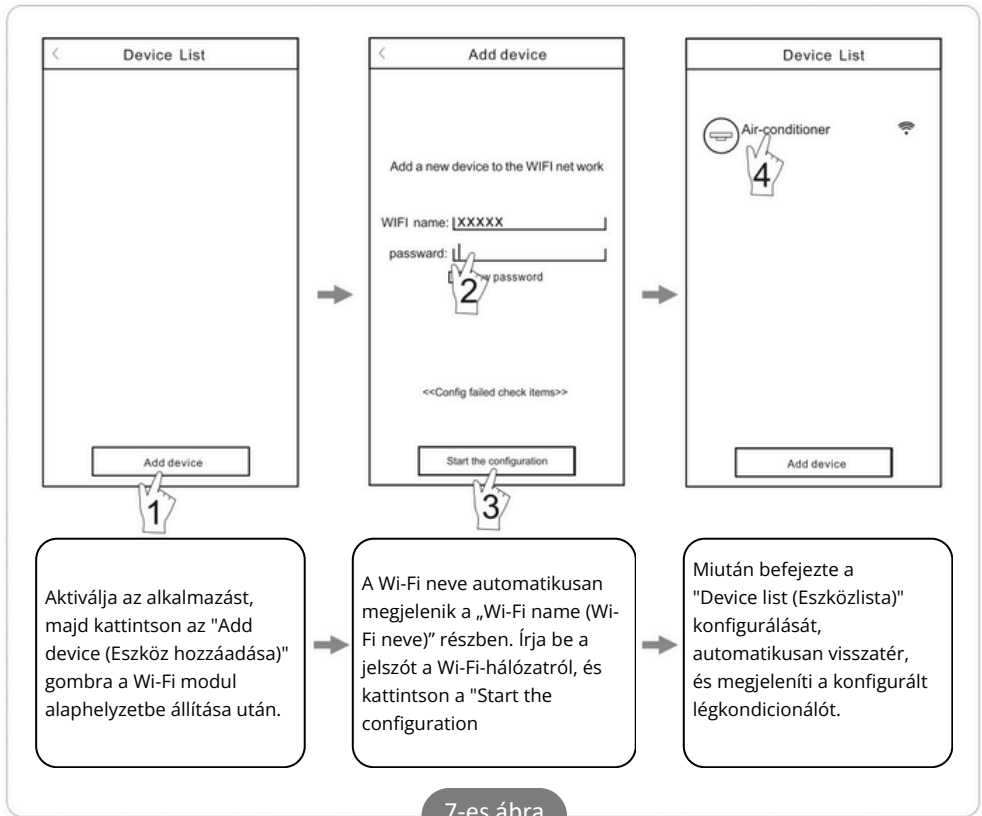 Device List
Add device
1
Add device
Add a new device to the WIFI net work
WIFI name: XXXXX
passward:
password
2
<<Config failed check items>>
Start the configuration
3
Device List
Air-conditioner
4
Add device
Aktiválja az alkalmazást,
majd kattintson az "Add
device (Eszköz hozzáadása)"
gombra a Wi-Fi modul
alaphelyzetbe állítása után.
A Wi-Fi neve automatikusan
megjelenik a „Wi-Fi name (Wi-
Fi neve)” részben. Írja be a
jelszót a Wi-Fi-hálózatról, és
kattintson a "Start the
configuration
Miután befejezte a
"Device list (Eszközlista)"
konfigurálását,
automatikusan visszatér,
és megjeleníti a konfigurált
légkondicionálót.
7-es ábra